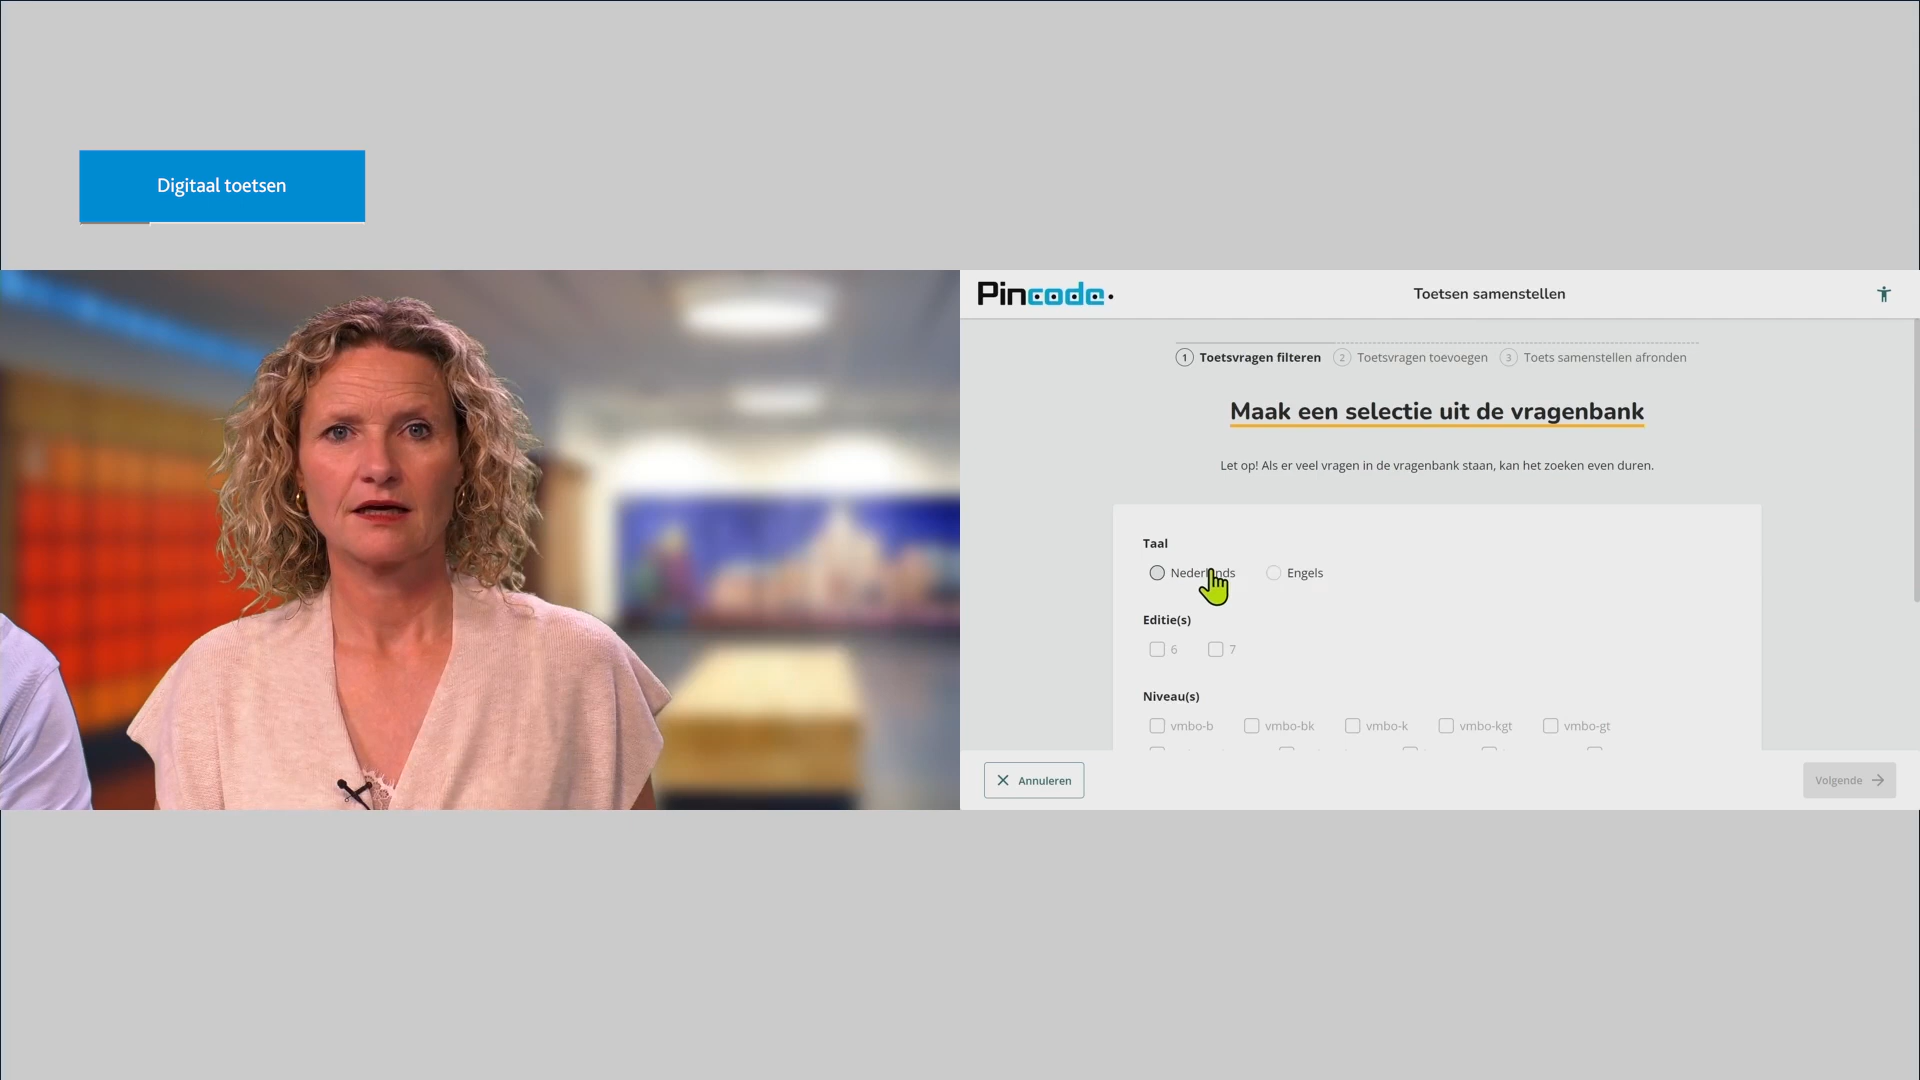 Digitaal toetsen
Pincode
Toetsen samenstellen
1 Toetsvragen filteren 2 Toetsvragen toevoegen 3 Toets samenstellen afronden
Maak een selectie uit de vragenbank
Let op! Als er veel vragen in de vragenbank staan, kan het zoeken even duren.
Taal
Nederlands Engels
Editie(s)
6 7
Niveau(s)
vmbo-b vmbo-bk vmbo-k vmbo-kgt vmbo-gt
Annuleren
Volgende